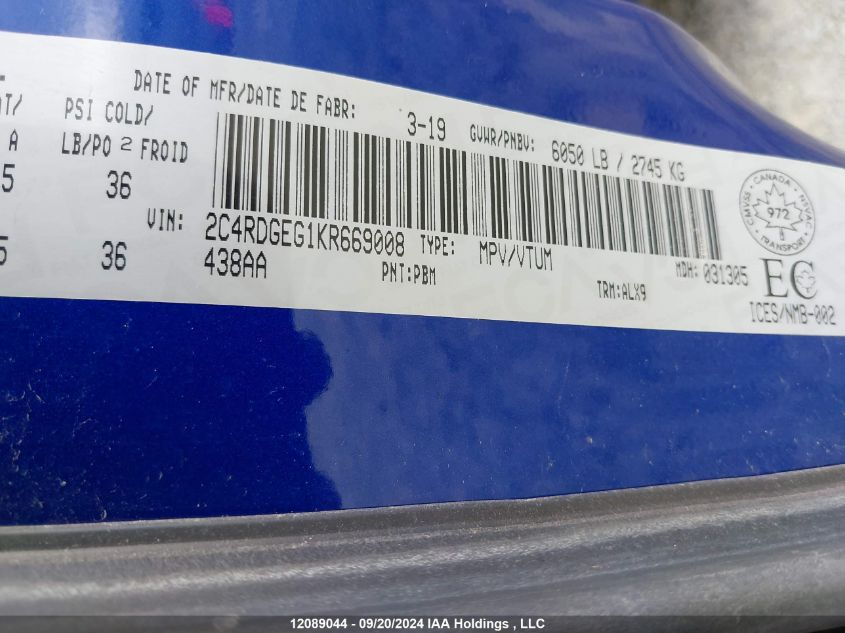 DATE OF MFR/DATE DE FABR: 3-19 GVWR/PNBV: 6050 LB / 2745 KG
PSI COLD/
LB/PO 2 FROID
A
5 36
5 36
VIN: 2C4RDGEG1KR669008 TYPE: MPV/VTUM MDH: 031305
438AA PNT:PBM TRM:ALX9
CMVSS - CANADA - NSVAC
972
TRANSPORT
EC
ICES/NMB-002
12089044 - 09/20/2024 IAA Holdings , LLC